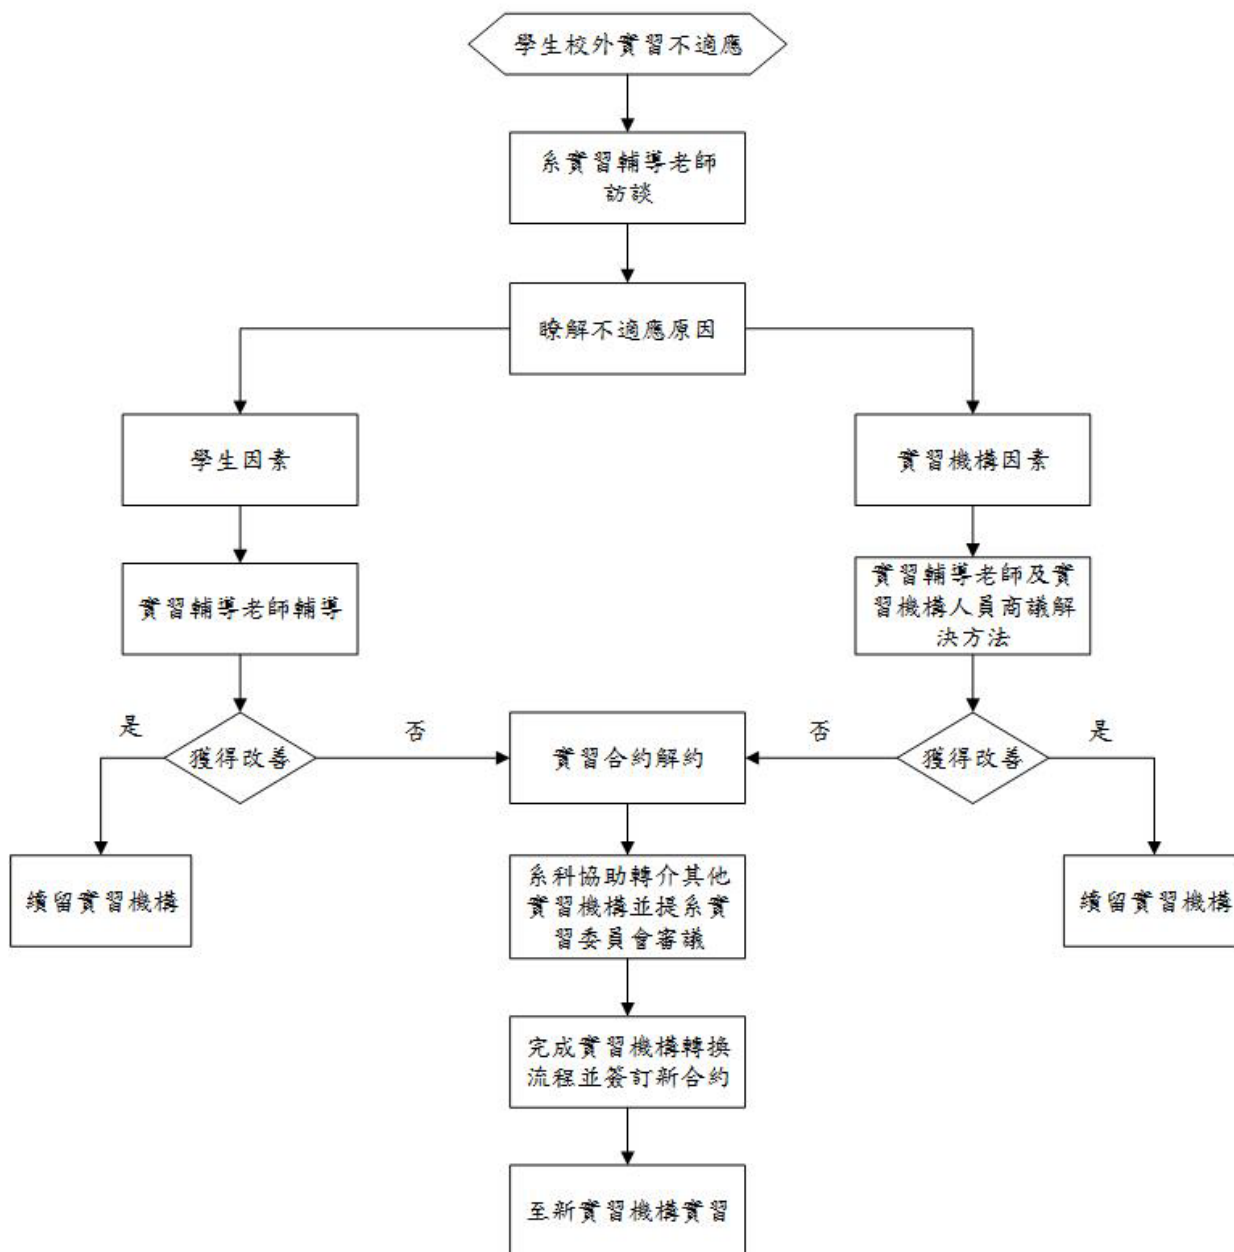 學生校外實習不適應
系實習輔導老師
訪談
瞭解不適應原因
學生因素
實習機構因素
實習輔導老師輔導
實習輔導老師及實
習機構人員商議解
決方法
是
獲得改善
否
實習合約解約
否
獲得改善
是
續留實習機構
系科協助轉介其他
實習機構並提系實
習委員會審議
續留實習機構
完成實習機構轉換
流程並簽訂新合約
至新實習機構實習